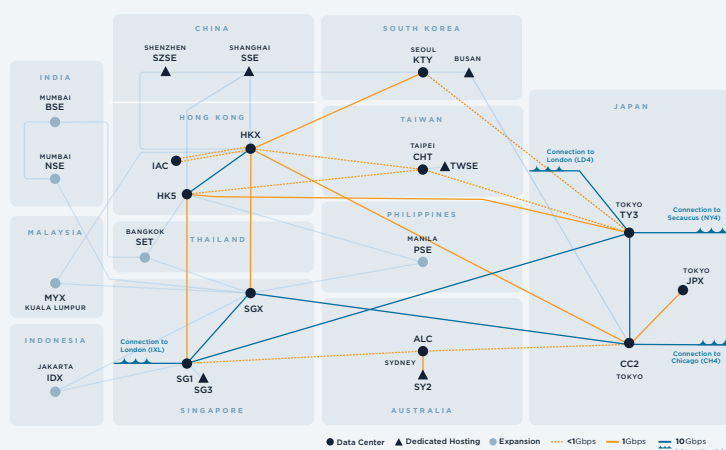 CHINA
SHENZHEN
SZSE
SHANGHAI
SSE
SOUTH KOREA
SEOUL
KTY
BUSAN
INDIA
MUMBAI
BSE
MUMBAI
NSE
HONG KONG
HKX
IAC
HK5
TAIWAN
TAIPEI
CHT
TWSE
JAPAN
Connection to
London (LD4)
TOKYO
TY3
Connection to
Secaucus (NY4)
TOKYO
JPX
MALAYSIA
MYX
KUALA LUMPUR
BANGKOK
SET
THAILAND
PHILIPPINES
MANILA
PSE
SGX
INDONESIA
JAKARTA
IDX
Connection to
London (IXL)
SG1
SG3
SINGAPORE
ALC
SYDNEY
SY2
AUSTRALIA
CC2
TOKYO
Connection to
Chicago (CH4)
Data Center
Dedicated Hosting
Expansion
<1Gbps
1Gbps
10Gbps